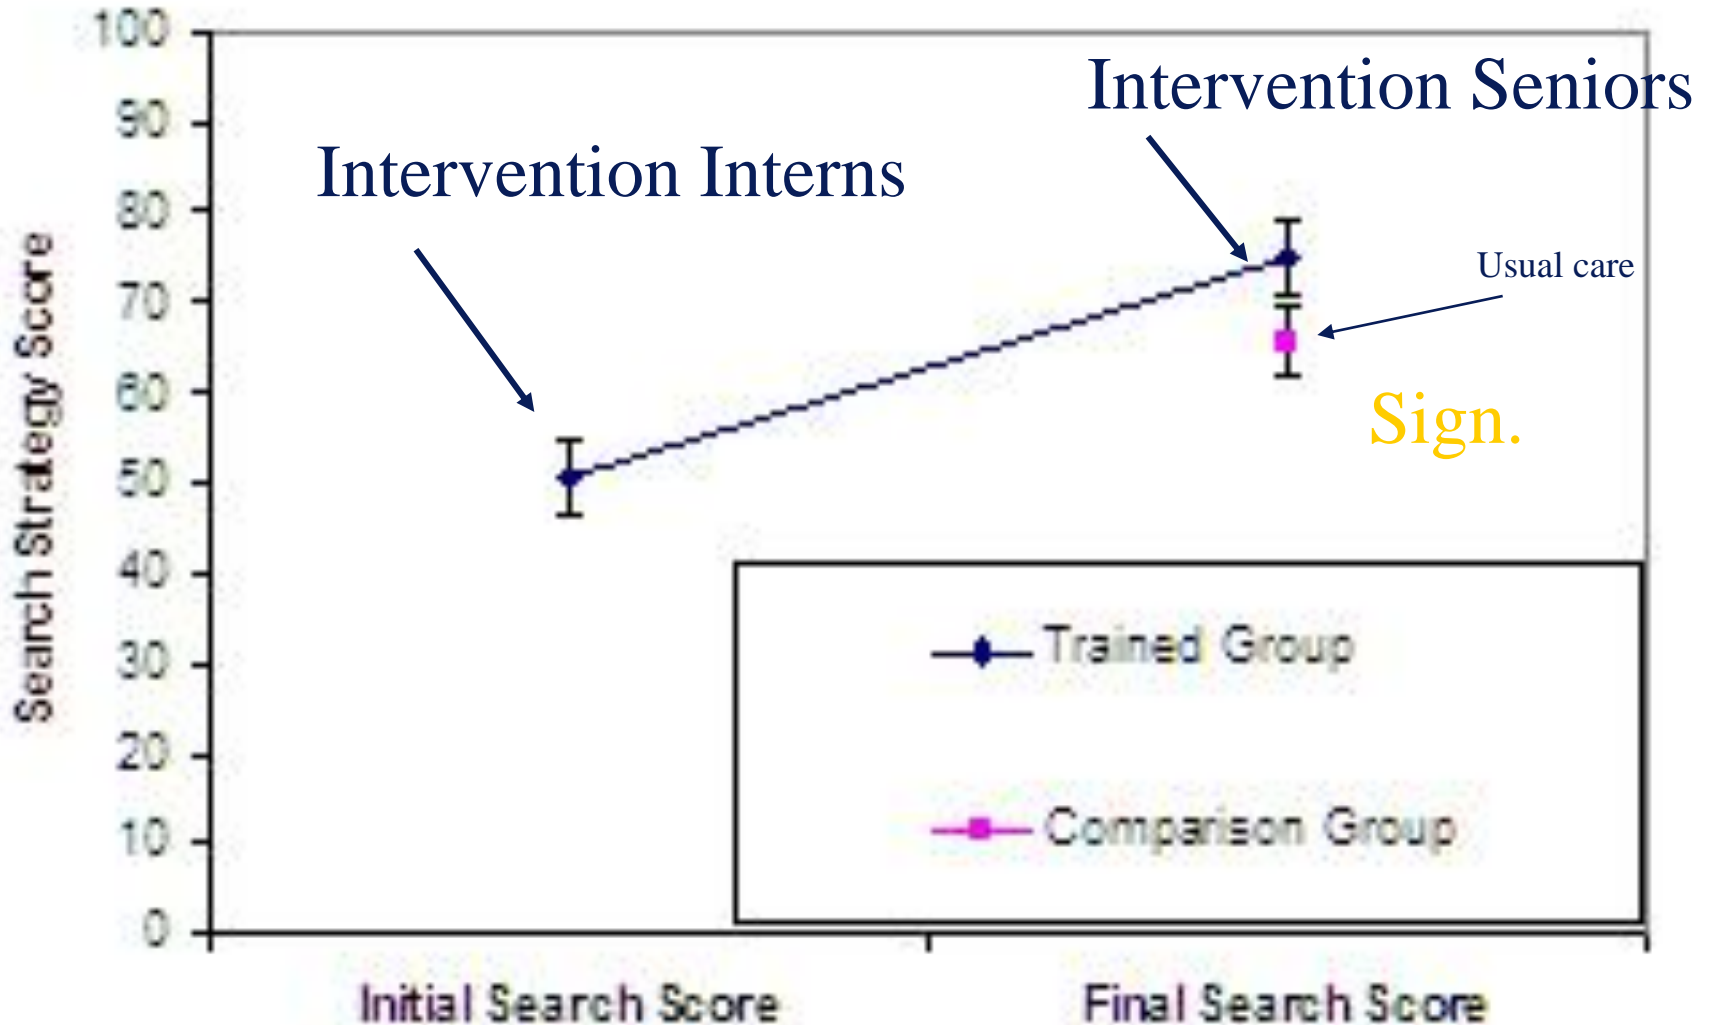 100
90
80
70
60
50
40
30
20
10
0
Search Strategy Score
Intervention Interns
Intervention Seniors
Usual care
Sign.
Trained Group
Comparison Group
Initial Search Score
Final Search Score